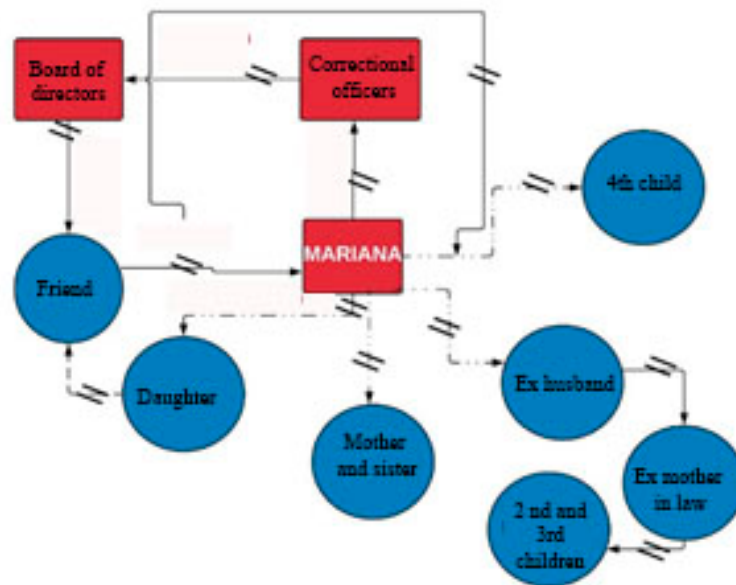 Board of
directors
Correctional
officers
4th child
MARIANA
Friend
Daughter
Ex husband
Mother
and sister
Ex mother
in law
2 nd and
3rd
children